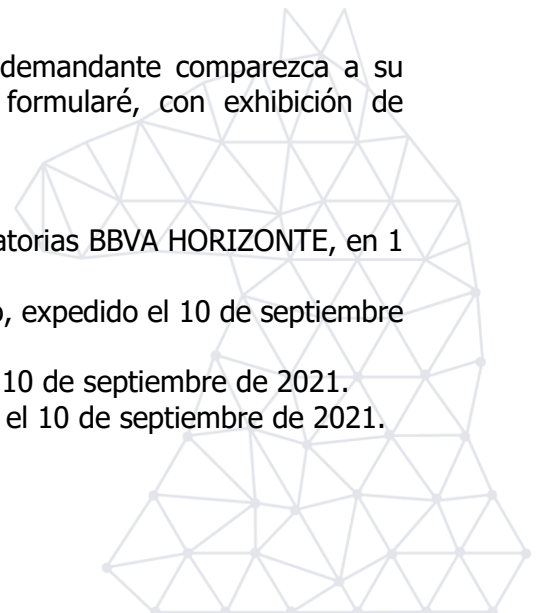 demandante comparezca a su
formularé, con exhibición de
atorias BBVA HORIZONTE, en 1
, expedido el 10 de septiembre
10 de septiembre de 2021.
el 10 de septiembre de 2021.